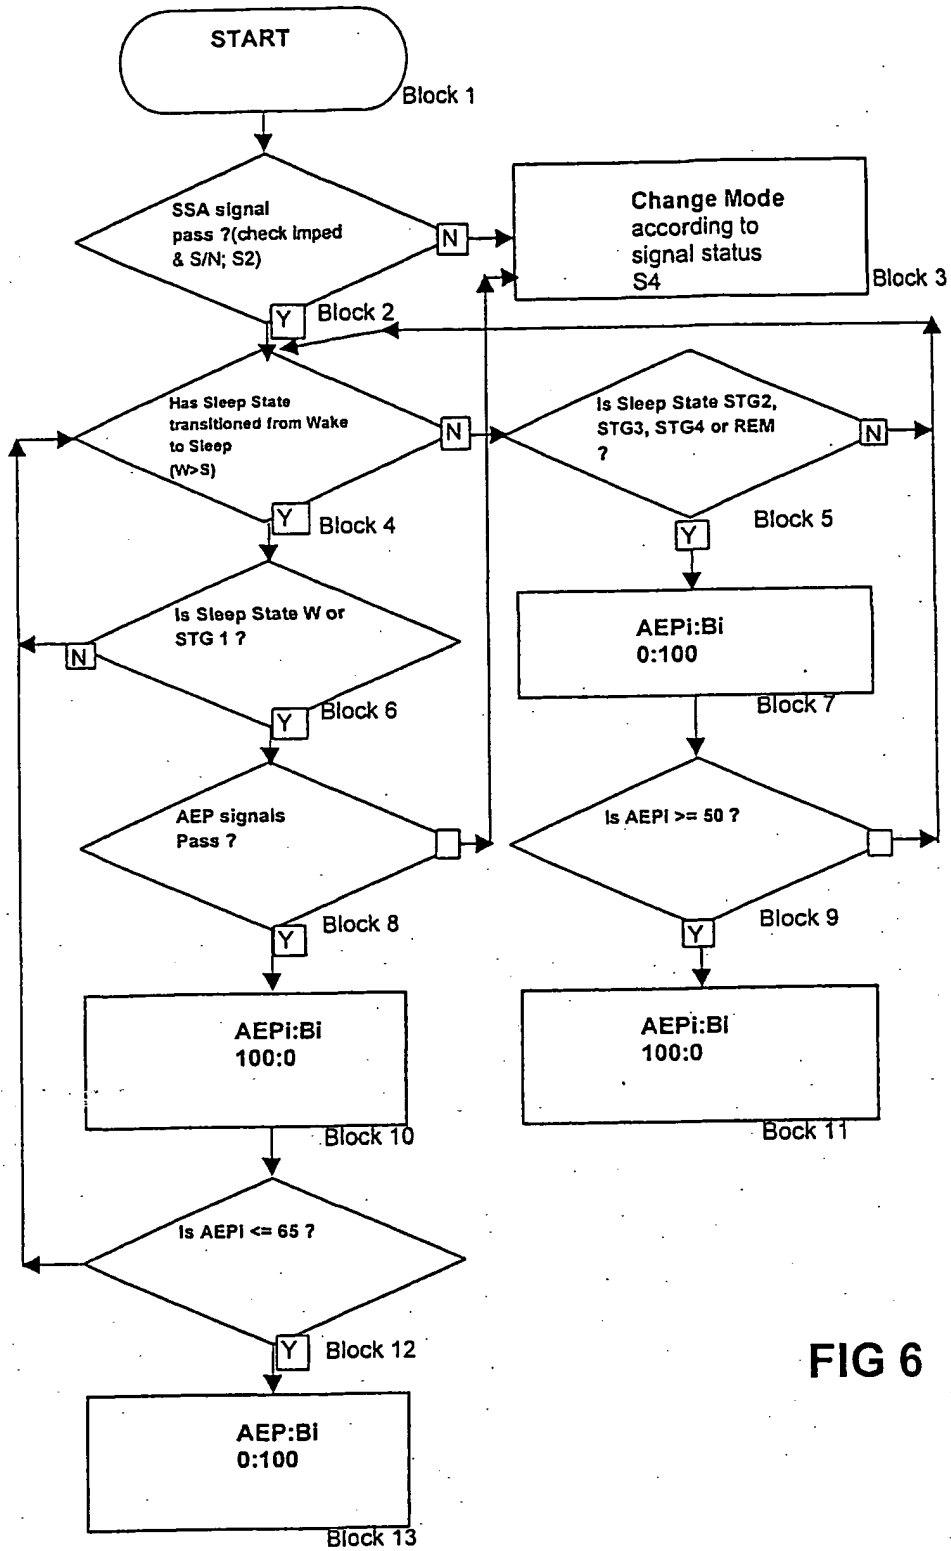 START
Block 1
SSA signal
pass ?(check imped
& S/N; S2)
N
Change Mode
according to
signal status
S4
Block 3
Y
Block 2
Has Sleep State
transitioned from Wake
to Sleep
(W>S)
N
Is Sleep State STG2,
STG3, STG4 or REM
?
N
Y
Block 4
Y
Block 5
Is Sleep State W or
STG 1 ?
N
AEPi:Bi
0:100
Y
Block 6
Block 7
AEP signals
Pass ?
Is AEPi >= 50 ?
Y
Block 8
Y
Block 9
AEPi:Bi
100:0
Block 10
AEPi:Bi
100:0
Bock 11
Is AEPi <= 65 ?
Y
Block 12
FIG 6
AEP:Bi
0:100
Block 13